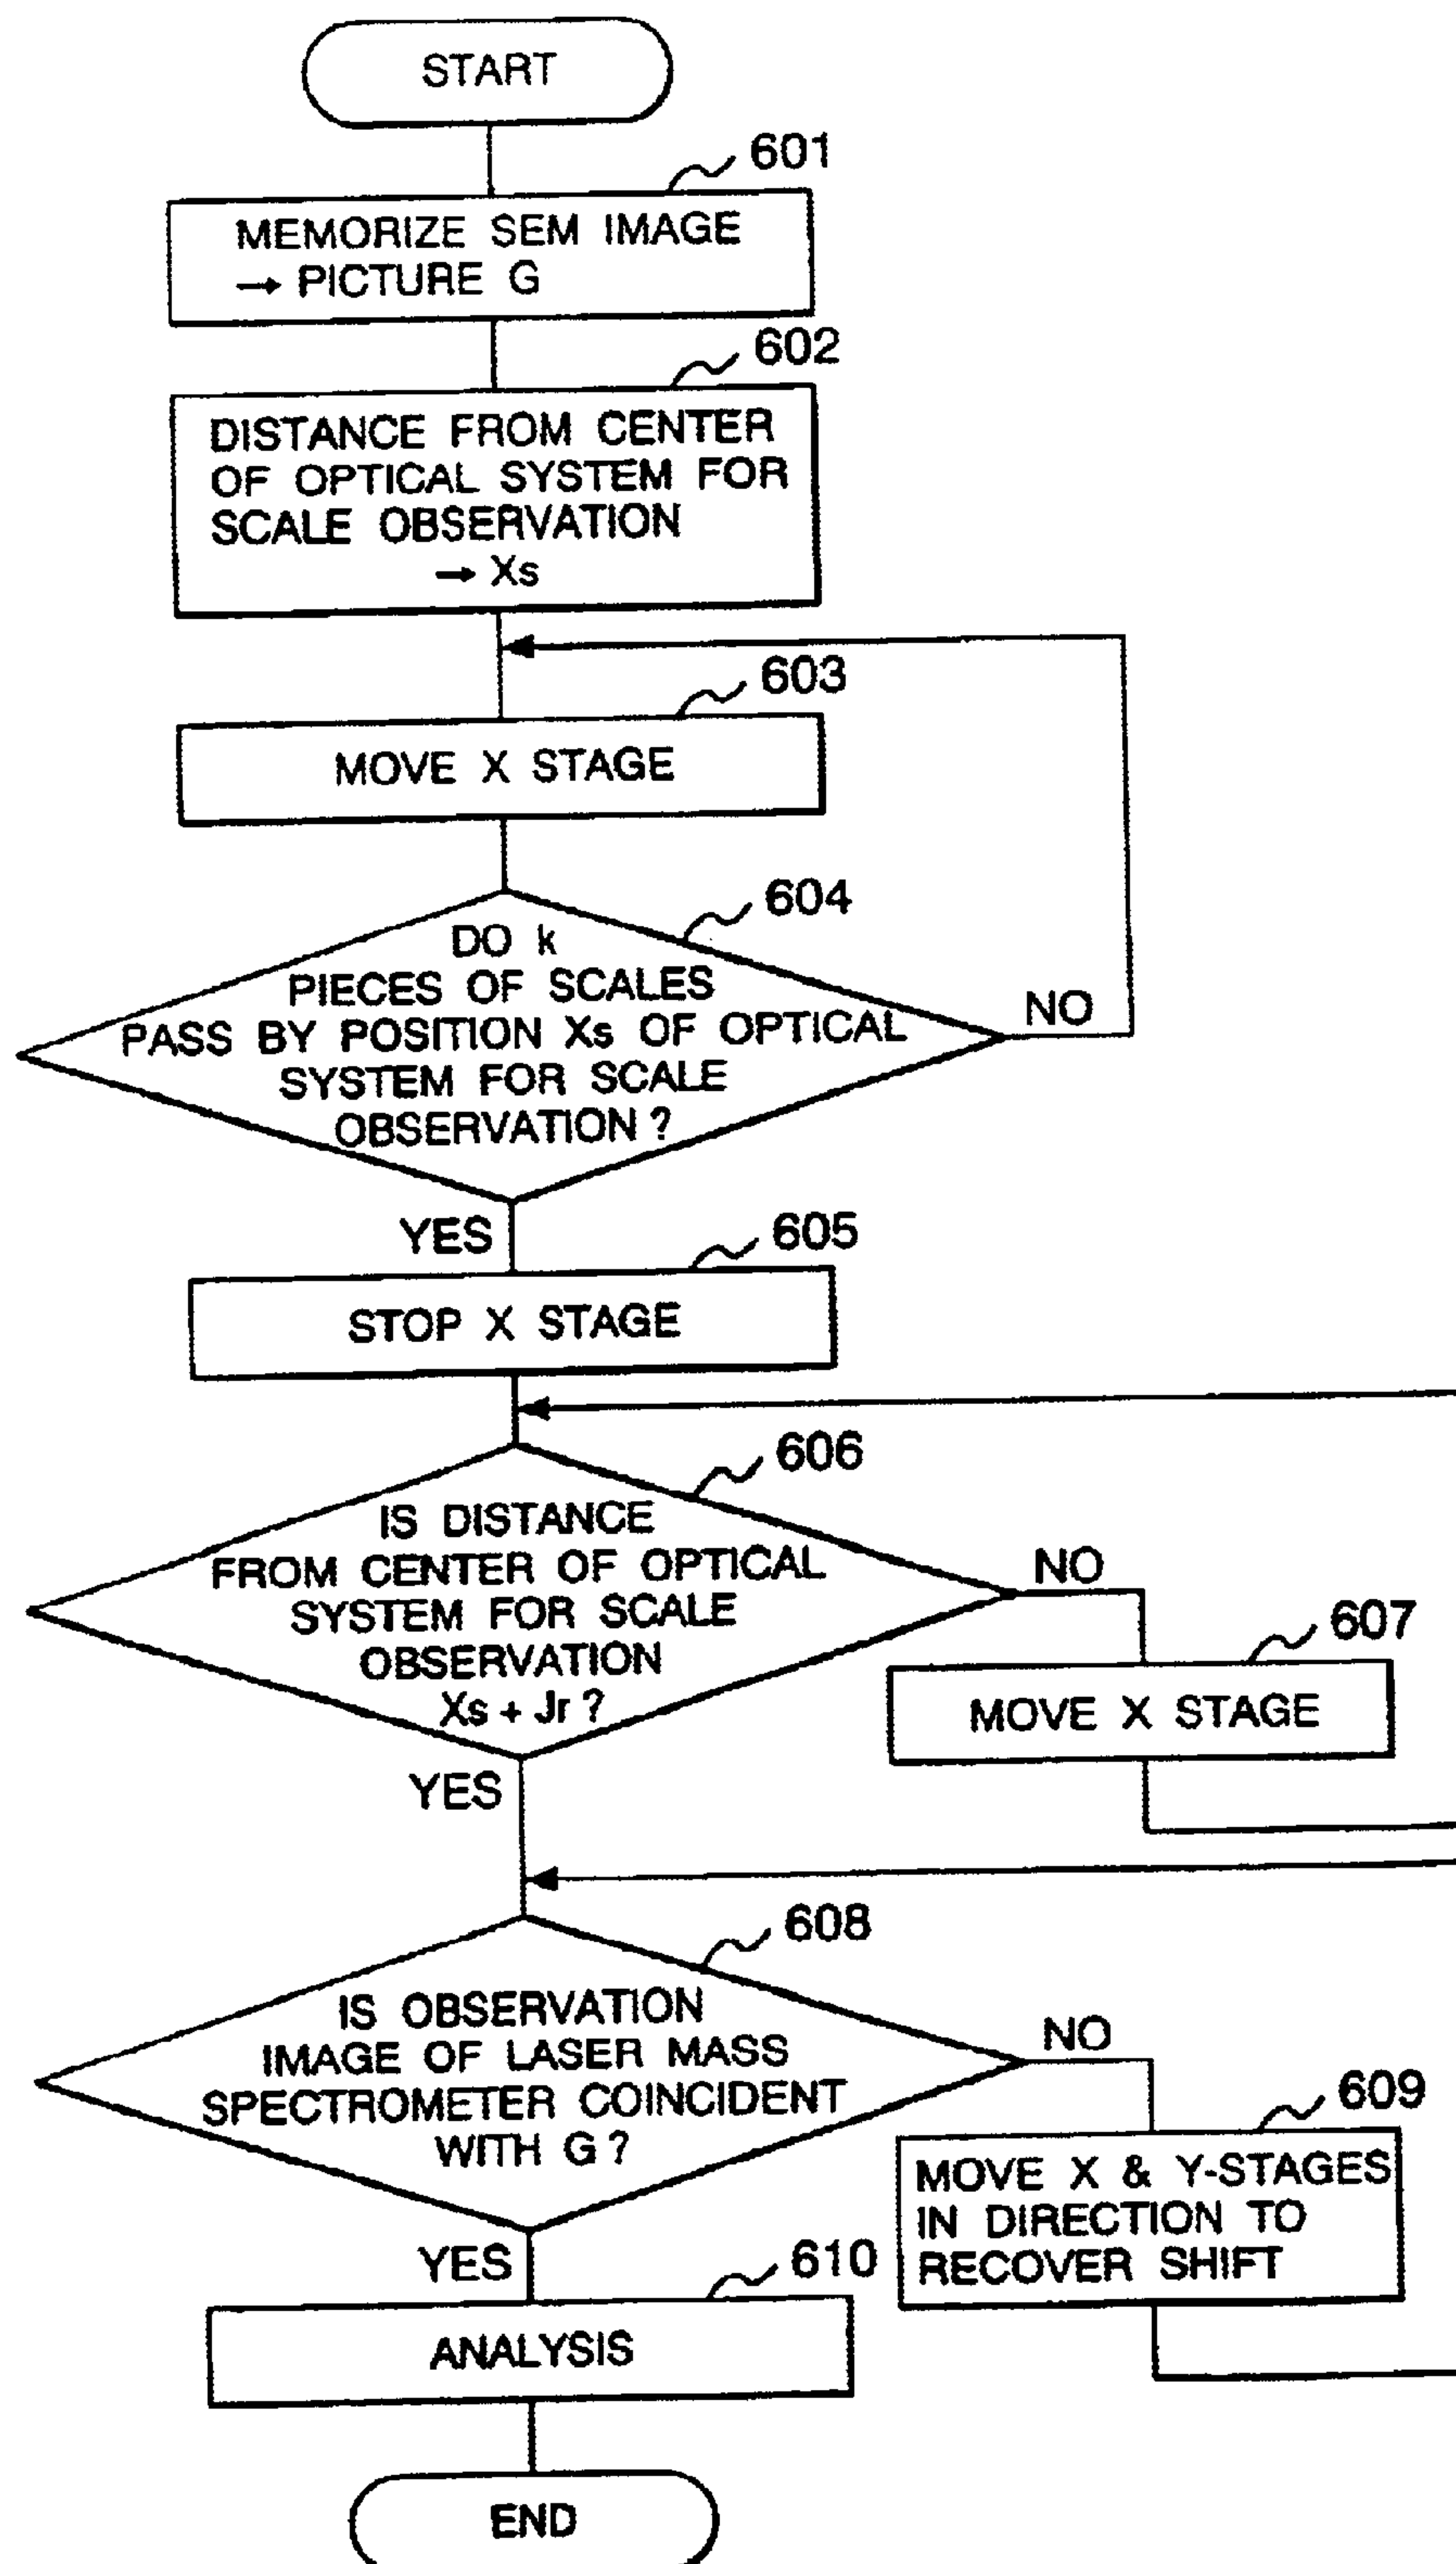 START
601
MEMORIZE SEM IMAGE
→ PICTURE G
602
DISTANCE FROM CENTER
OF OPTICAL SYSTEM FOR
SCALE OBSERVATION
→ Xs
603
MOVE X STAGE
604
DO k
PIECES OF SCALES
PASS BY POSITION Xs OF OPTICAL
SYSTEM FOR SCALE
OBSERVATION ?
NO
YES
605
STOP X STAGE
606
IS DISTANCE
FROM CENTER OF OPTICAL
SYSTEM FOR SCALE
OBSERVATION
Xs + Jr ?
NO
607
MOVE X STAGE
YES
608
IS OBSERVATION
IMAGE OF LASER MASS
SPECTROMETER COINCIDENT
WITH G ?
NO
609
MOVE X & Y-STAGES
IN DIRECTION TO
RECOVER SHIFT
YES
610
ANALYSIS
END